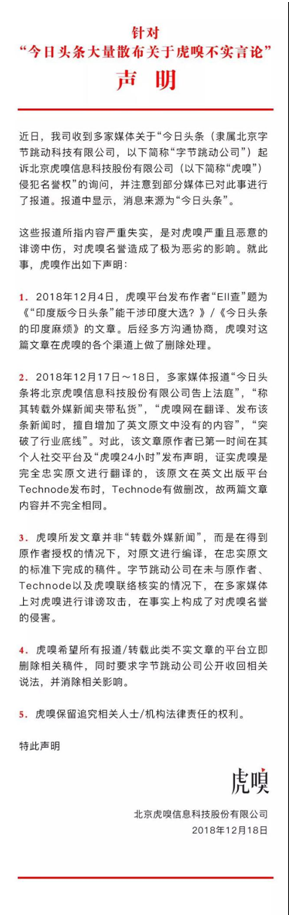 针对
“今日头条大量散布关于虎嗅不实言论”
声 明
近日，我司收到多家媒体关于“今日头条（隶属北京字
节跳动科技有限公司，以下简称“字节跳动公司”）起
诉北京虎嗅信息科技股份有限公司（以下简称“虎嗅”）
侵犯名誉权”的询问，并注意到部分媒体已对此事进行
了报道。报道中显示，消息来源为“今日头条”。
这些报道所指内容严重失实，是对虎嗅严重且恶意的
诽谤中伤，对虎嗅名誉造成了极为恶劣的影响。就此
事，虎嗅作出如下声明：
1. 2018年12月4日，虎嗅平台发布作者“Ell查”题为
《“印度版今日头条”能干涉印度大选？》/《今日头条
的印度麻烦》的文章。后经多方沟通协商，虎嗅对这
篇文章在虎嗅的各个渠道上做了删除处理。
2. 2018年12月17日～18日，多家媒体报道“今日头
条将北京虎嗅信息科技股份有限公司告上法庭”，“称
其转载外媒新闻夹带私货”，“虎嗅网在翻译、发布该
条新闻时，擅自增加了英文原文中没有的内容”，“突
破了行业底线”。对此，该文章原作者已第一时间在其
个人社交平台及“虎嗅24小时”发布声明，证实虎嗅是
完全忠实原文进行翻译的，该原文在英文出版平台
Technode发布时，Technode有做删改，故两篇文章
内容并不完全相同。
3. 虎嗅所发文章并非“转载外媒新闻”，而是在得到
原作者授权的情况下，对原文进行编译，在忠实原文
的标准下完成的稿件。字节跳动公司在未与原作者、
Technode以及虎嗅联络核实的情况下，在多家媒体
上对虎嗅进行诽谤攻击，在事实上构成了对虎嗅名誉
的侵害。
4. 虎嗅希望所有报道/转载此类不实文章的平台立即
删除相关稿件，同时要求字节跳动公司公开收回相关
说法，并消除相关影响。
5. 虎嗅保留追究相关人士/机构法律责任的权利。
特此声明
虎嗅
北京虎嗅信息科技股份有限公司
2018年12月18日